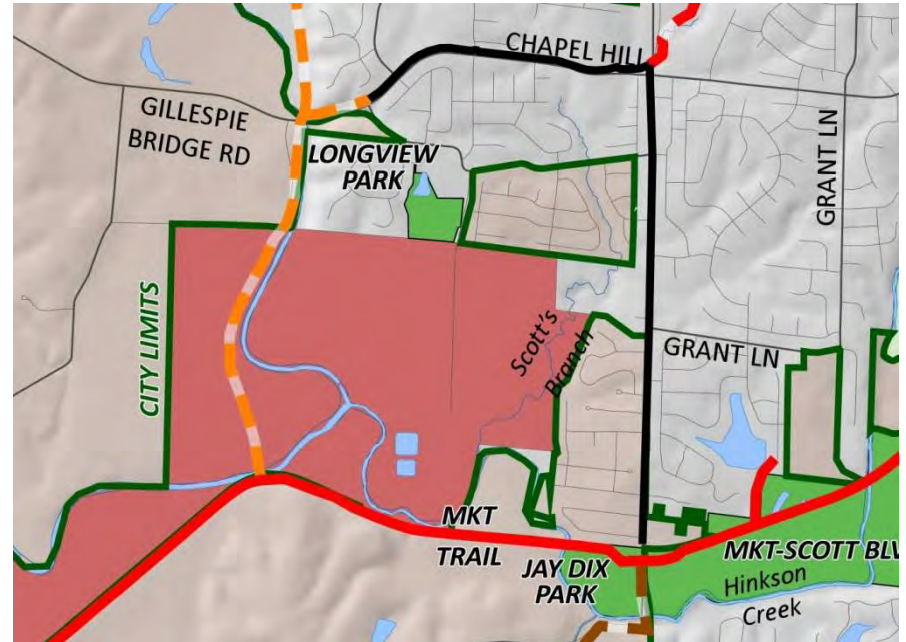 CHAPEL HILL
GILLESPIE
BRIDGE RD
LONGVIEW
PARK
GRANT LN
CITY LIMITS
Scott's
Branch
GRANT LN
MKT
TRAIL
JAY DIX
PARK
MKT-SCOTT BLV
Hinkson
Creek